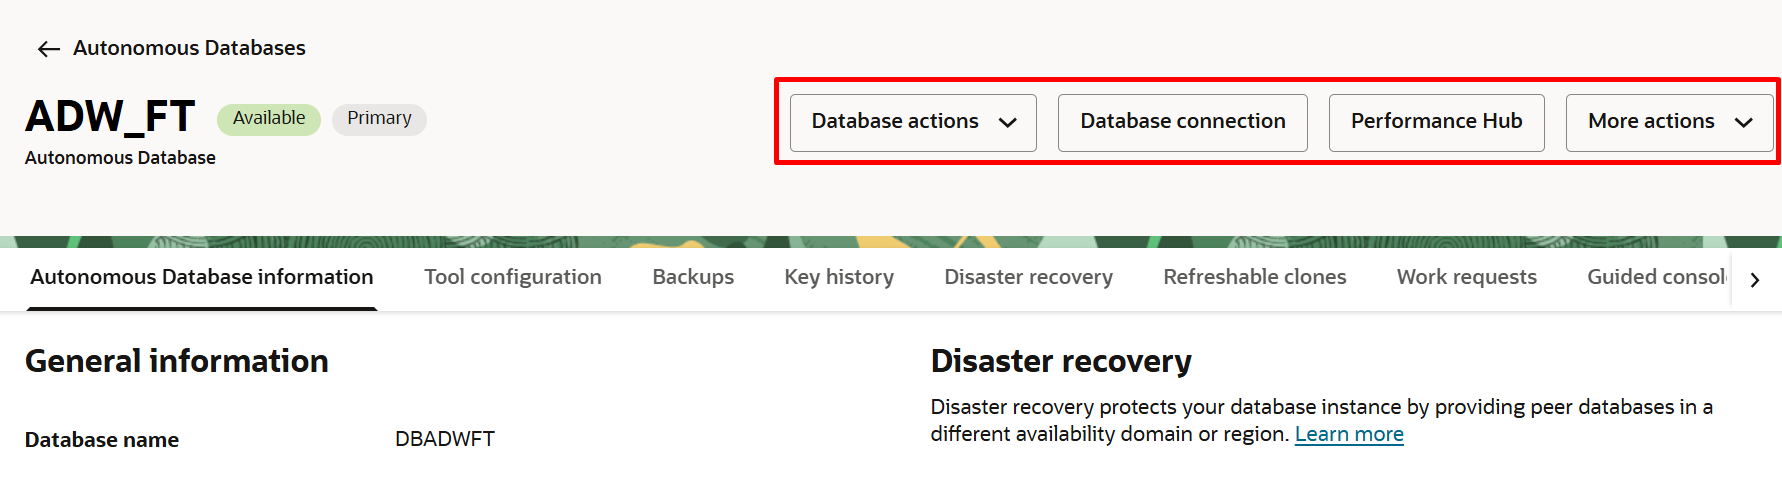 Autonomous Databases
ADW_FT Available Primary
Autonomous Database
Database actions Database connection Performance Hub More actions
Autonomous Database information Tool configuration Backups Key history Disaster recovery Refreshable clones Work requests Guided consol
General information
Database name DBADWFT
Disaster recovery
Disaster recovery protects your database instance by providing peer databases in a
different availability domain or region. Learn more